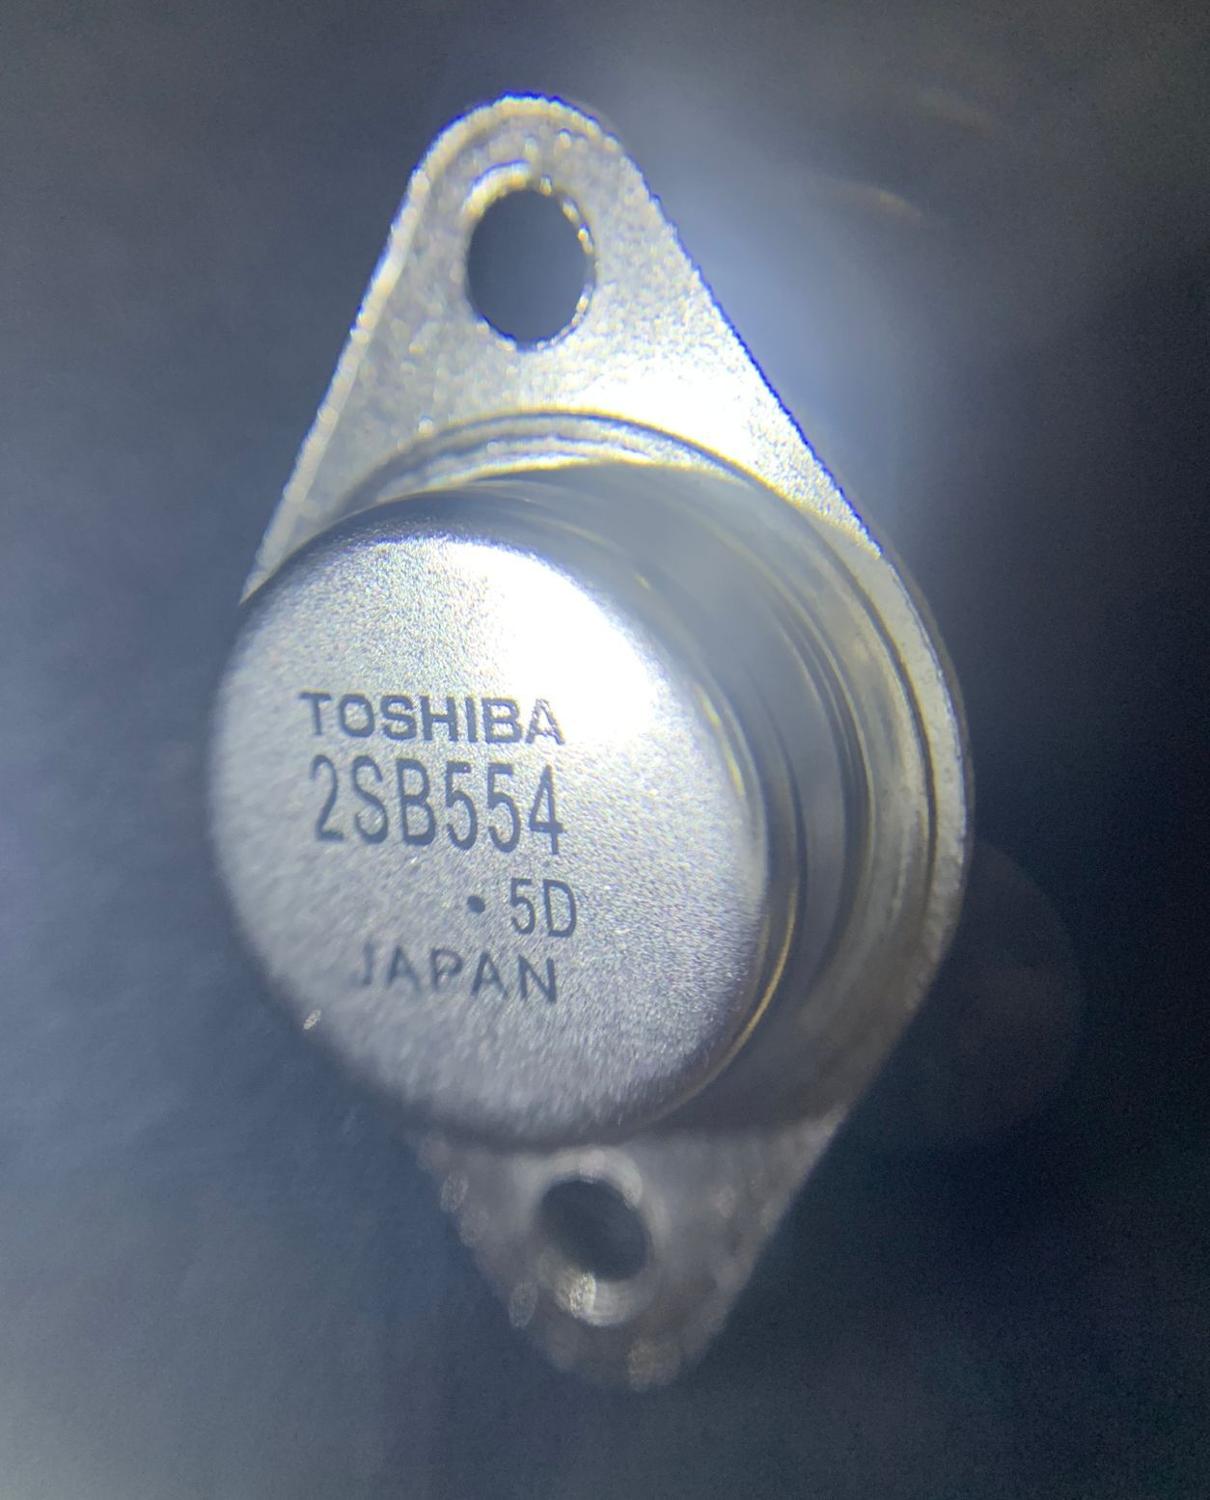 TOSHIBA
2SB554
• 5D
JAPAN